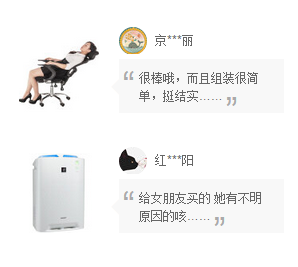 京***丽
很棒哦，而且组装很简
单，挺结实……
红***阳
给女朋友买的 她有不明
原因的咳……